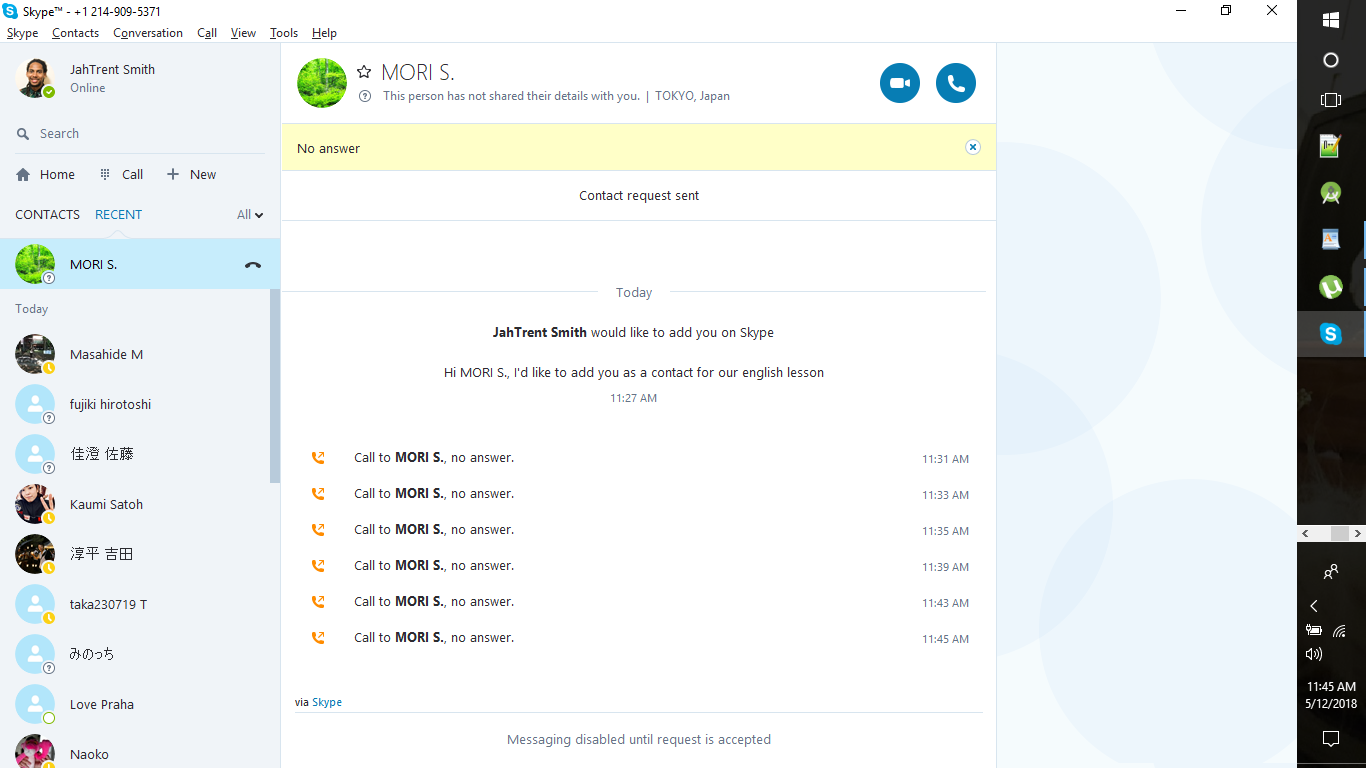 Skype™ - +1 214-909-5371
Skype Contacts Conversation Call View Tools Help
JahTrent Smith
Online
Search
Home Call New
CONTACTS RECENT All
MORI S.
Today
Masahide M
fujiki hirotoshi
佳澄 佐藤
Kaumi Satoh
淳平 吉田
taka230719 T
みのっち
Love Praha
Naoko
MORI S.
This person has not shared their details with you. | TOKYO, Japan
No answer
Contact request sent
Today
JahTrent Smith would like to add you on Skype
Hi MORI S., I'd like to add you as a contact for our english lesson
11:27 AM
Call to MORI S., no answer. 11:31 AM
Call to MORI S., no answer. 11:33 AM
Call to MORI S., no answer. 11:35 AM
Call to MORI S., no answer. 11:39 AM
Call to MORI S., no answer. 11:43 AM
Call to MORI S., no answer. 11:45 AM
via Skype
Messaging disabled until request is accepted
11:45 AM
5/12/2018